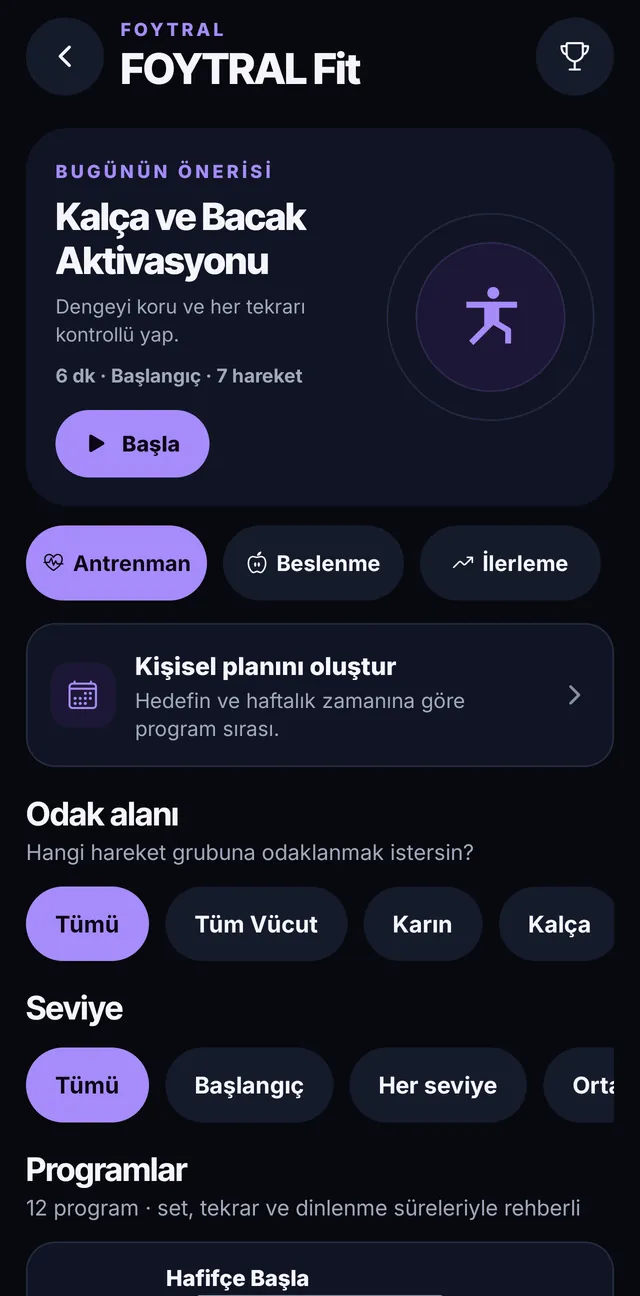 FOYTRAL
FOYTRAL Fit
BUGÜNÜN ÖNERİSİ
Kalça ve Bacak
Aktivasyonu
Dengeyi koru ve her tekrarı
kontrollü yap.
6 dk · Başlangıç · 7 hareket
Başla
Antrenman
Beslenme
İlerleme
Kişisel planını oluştur
Hedefin ve haftalık zamanına göre
program sırası.
Odak alanı
Hangi hareket grubuna odaklanmak istersin?
Tümü
Tüm Vücut
Karın
Kalça
Seviye
Tümü
Başlangıç
Her seviye
Orta
Programlar
12 program · set, tekrar ve dinlenme süreleriyle rehberli
Hafifçe Başla